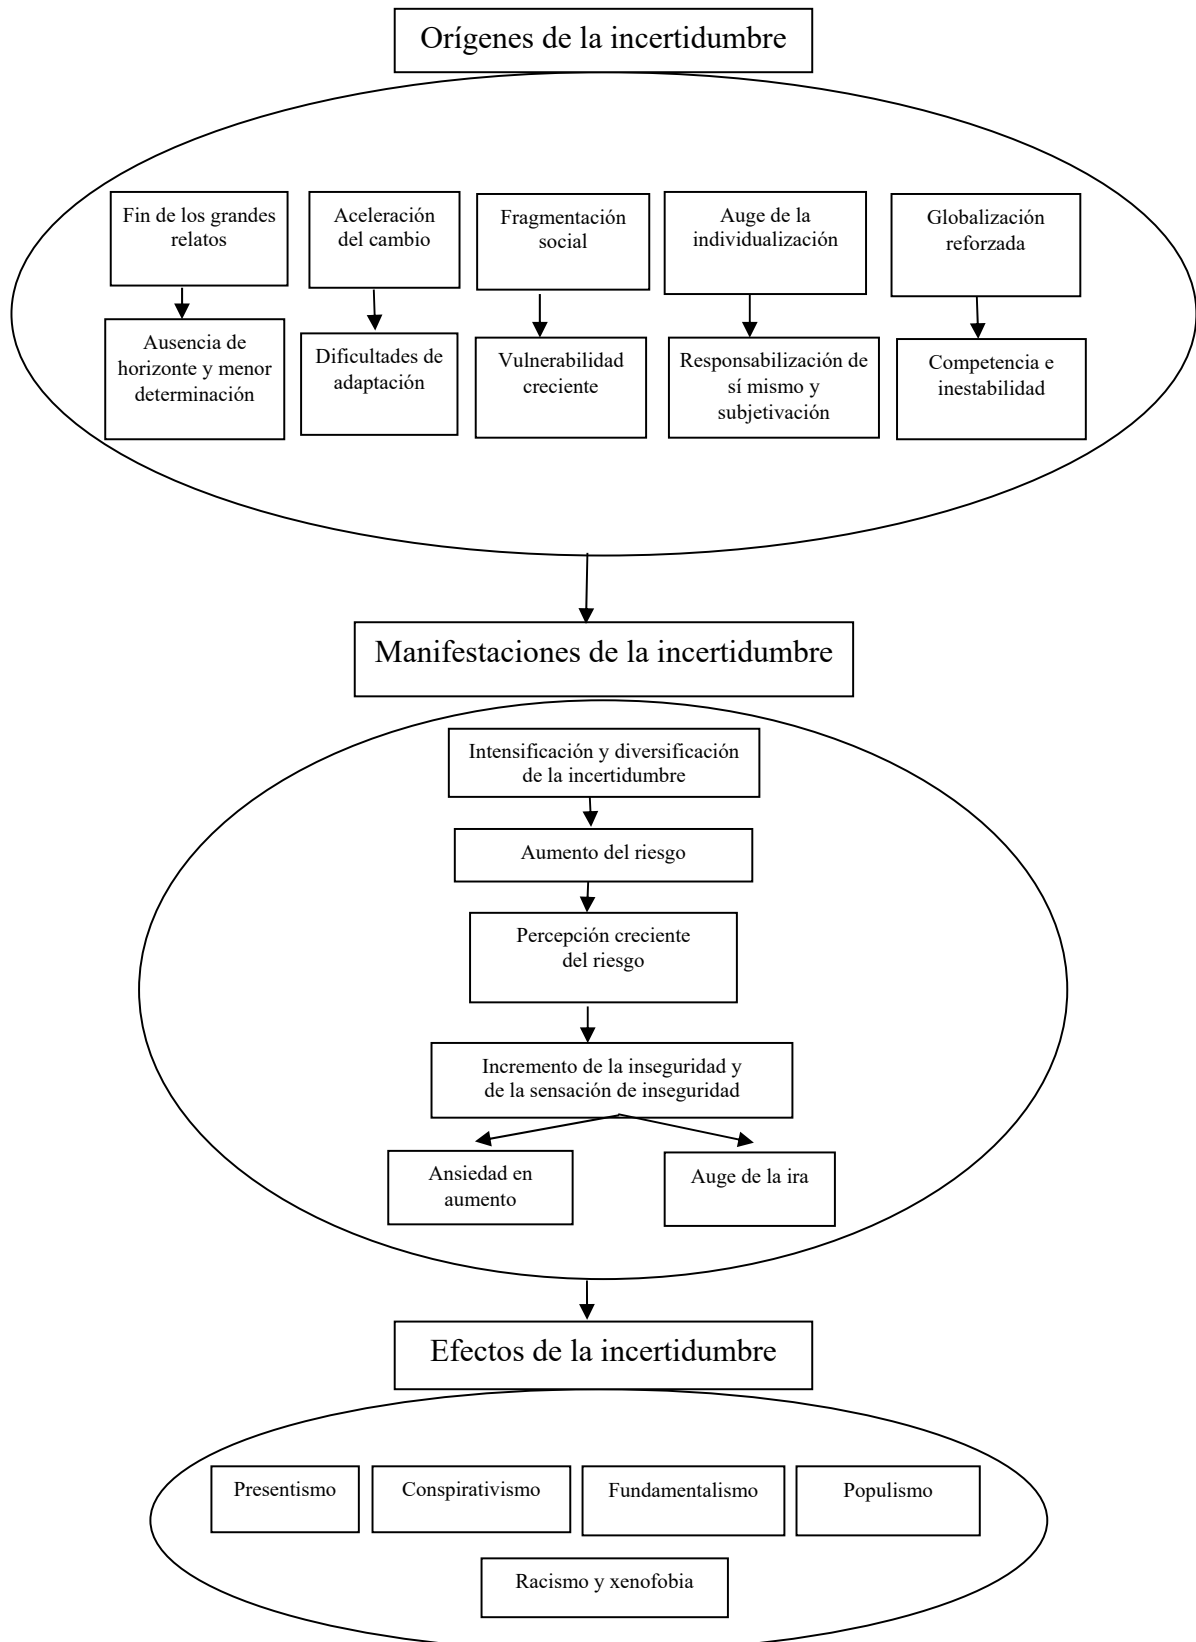 Orígenes de la incertidumbre
Fin de los grandes
relatos
Aceleración
del cambio
Fragmentación
social
Auge de la
individualización
Globalización
reforzada
Ausencia de
horizonte y menor
determinación
Dificultades de
adaptación
Vulnerabilidad
creciente
Responsabilización de
sí mismo y
subjetivación
Competencia e
inestabilidad
Manifestaciones de la incertidumbre
Intensificación y diversificación
de la incertidumbre
Aumento del riesgo
Percepción creciente
del riesgo
Incremento de la inseguridad y
de la sensación de inseguridad
Ansiedad en
aumento
Auge de la ira
Efectos de la incertidumbre
Presentismo
Conspirativismo
Fundamentalismo
Populismo
Racismo y xenofobia